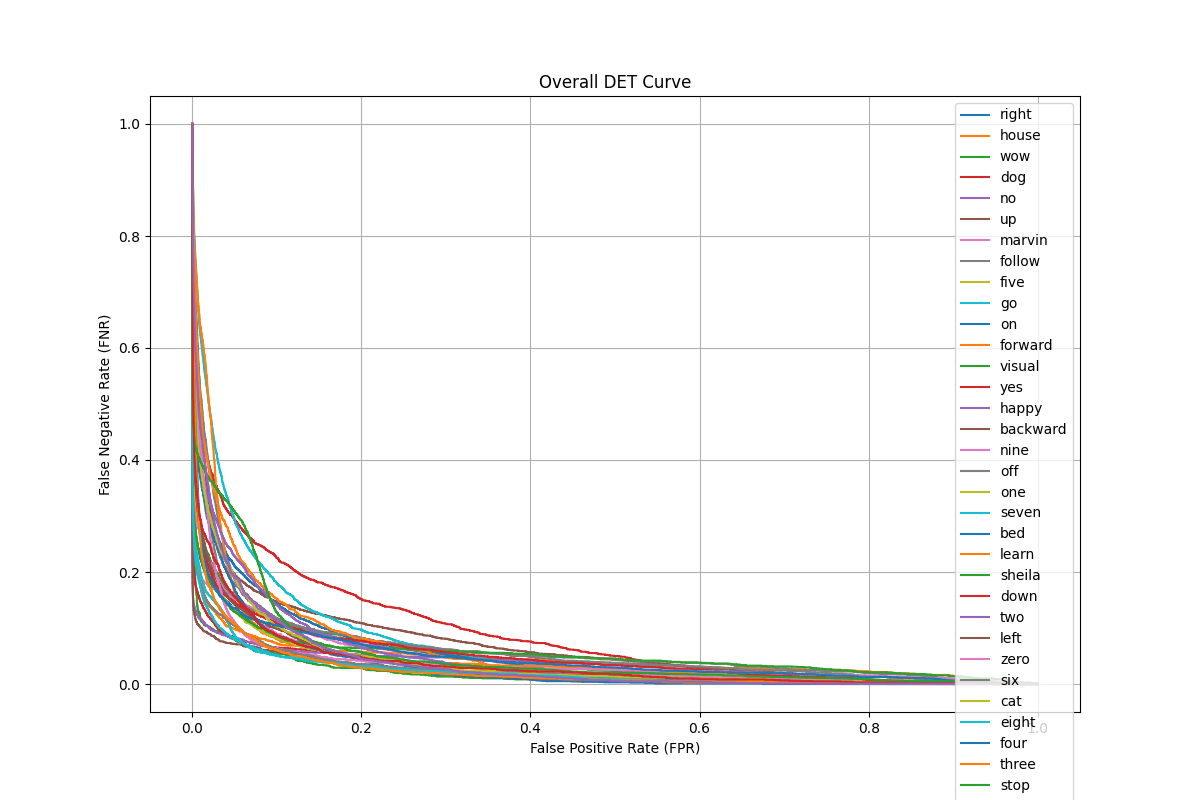 Overall DET Curve
1.0
0.8
0.6
0.4
0.2
0.0
False Negative Rate (FNR)
0.0
0.2
0.4
0.6
0.8
1.0
False Positive Rate (FPR)
right
house
wow
dog
no
up
marvin
follow
five
go
on
forward
visual
yes
happy
backward
nine
off
one
seven
bed
learn
sheila
down
two
left
zero
six
cat
eight
four
three
stop